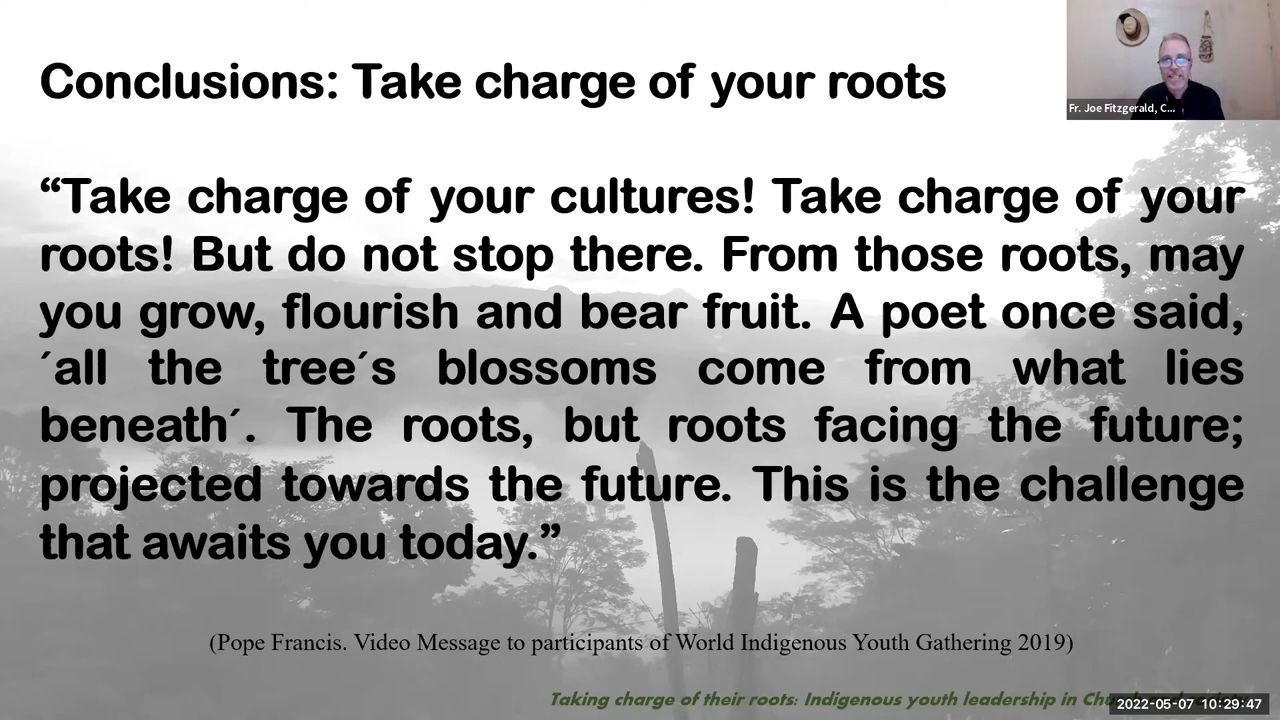 Conclusions: Take charge of your roots
Fr. Joe Fitzgerald, C...
“Take charge of your cultures! Take charge of your
roots! But do not stop there. From those roots, may
you grow, flourish and bear fruit. A poet once said,
´all the tree´s blossoms come from what lies
beneath´. The roots, but roots facing the future;
projected towards the future. This is the challenge
that awaits you today.”
(Pope Francis. Video Message to participants of World Indigenous Youth Gathering 2019)
Taking charge of their roots: Indigenous youth leadership in
2022-05-07 10:29:47